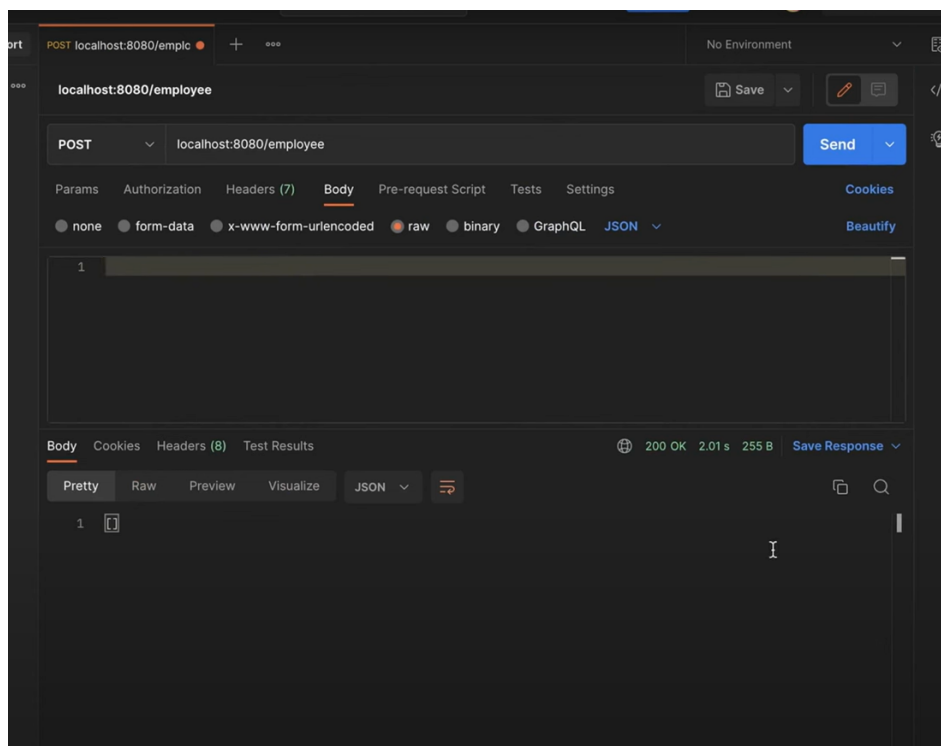 ort POST localhost:8080/emplc No Environment
localhost:8080/employee Save
POST localhost:8080/employee Send
Params Authorization Headers (7) Body Pre-request Script Tests Settings Cookies
none form-data x-www-form-urlencoded raw binary GraphQL JSON Beautify
1
Body Cookies Headers (8) Test Results 200 OK 2.01 s 255 B Save Response
Pretty Raw Preview Visualize JSON
1 []